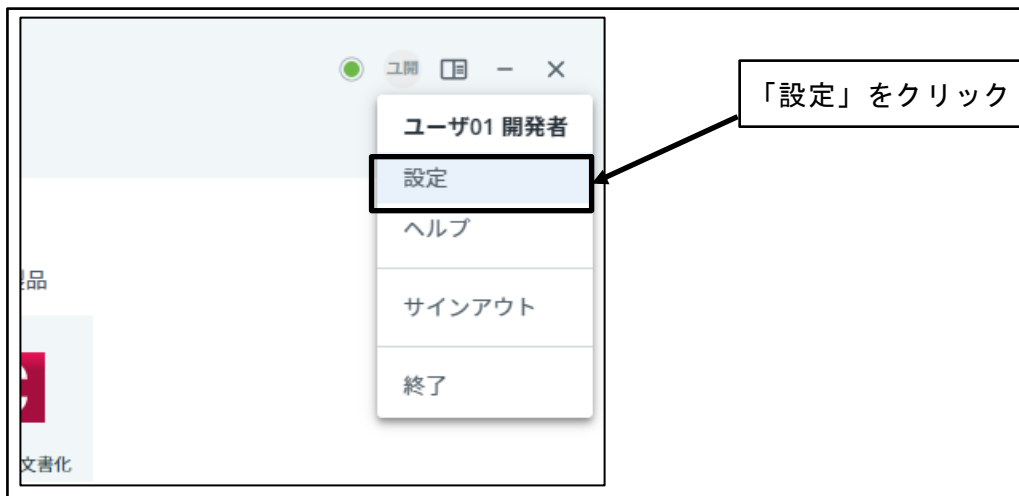 ユ開
「設定」をクリック
ユーザ01 開発者
設定
ヘルプ
品
サインアウト
終了
文書化